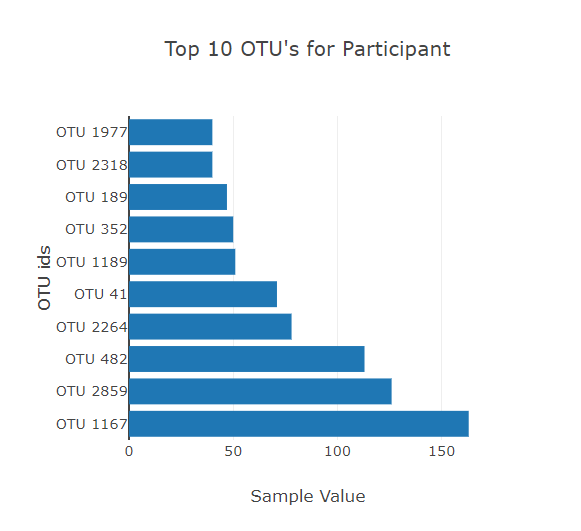 Top 10 OTU's for Participant
OTU ids
OTU 1977
OTU 2318
OTU 189
OTU 352
OTU 1189
OTU 41
OTU 2264
OTU 482
OTU 2859
OTU 1167
0 50 100 150
Sample Value